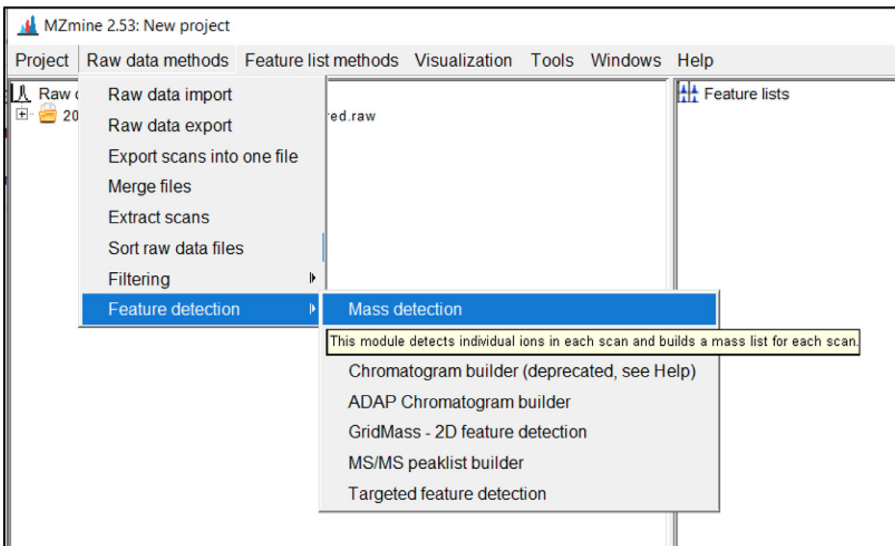 MZmine 2.53: New project
Project Raw data methods Feature list methods Visualization Tools Windows Help
Raw
20
red.raw
Feature lists
Raw data import
Raw data export
Export scans into one file
Merge files
Extract scans
Sort raw data files
Filtering
Feature detection
Mass detection
This module detects individual ions in each scan and builds a mass list for each scan.
Chromatogram builder (deprecated, see Help)
ADAP Chromatogram builder
GridMass - 2D feature detection
MS/MS peaklist builder
Targeted feature detection